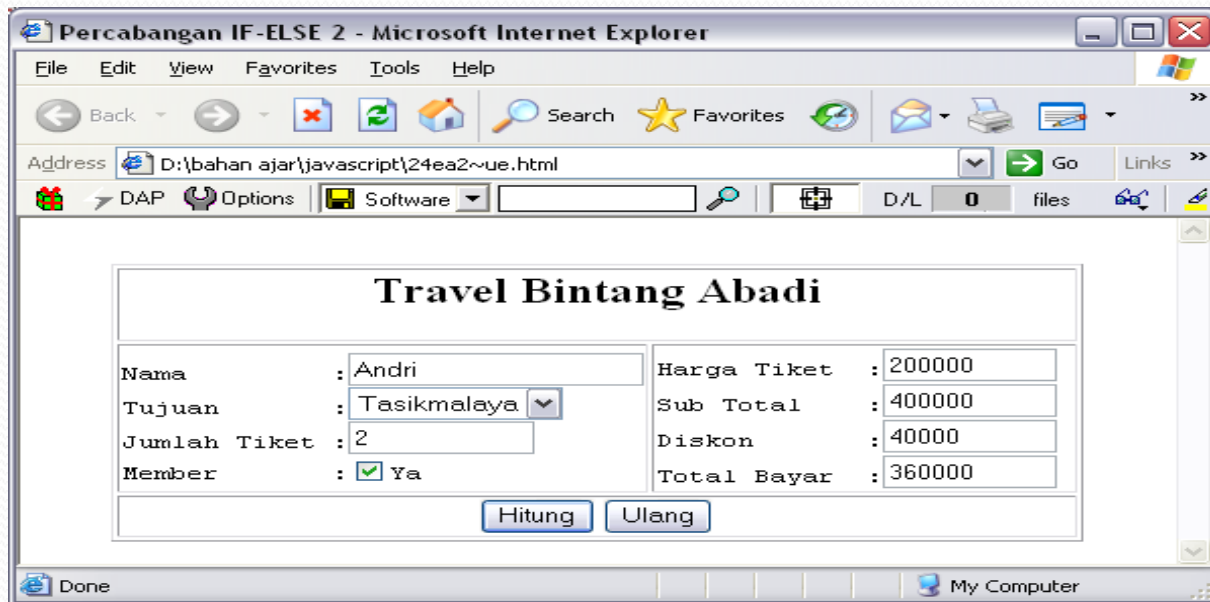 Percabangan IF-ELSE 2 - Microsoft Internet Explorer
File Edit View Favorites Tools Help
Back Search Favorites »
Address D:\bahan ajar\javascript\24ea2~ue.html Go Links »
DAP Options Software D/L 0 files
Travel Bintang Abadi
Nama : Andri
Tujuan : Tasikmalaya
Jumlah Tiket : 2
Member : Ya
Harga Tiket : 200000
Sub Total : 400000
Diskon : 40000
Total Bayar : 360000
Hitung Ulang
Done My Computer